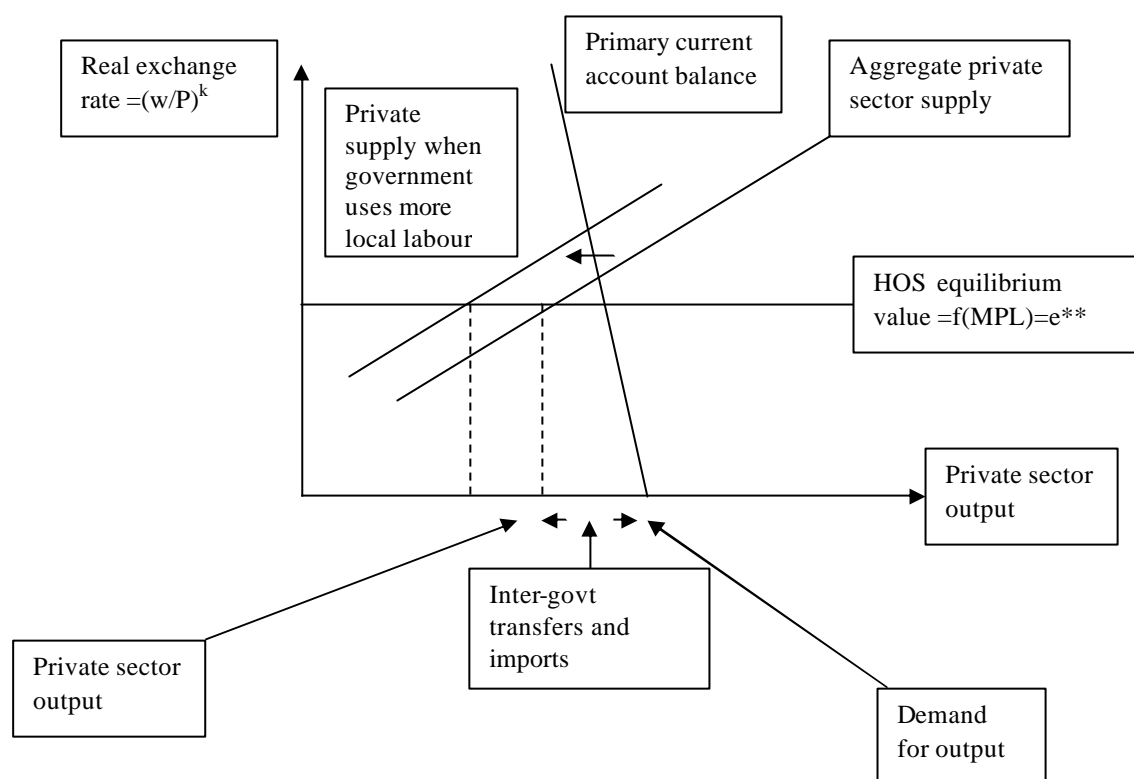 Real exchange
rate =(w/P)^k
Primary current
account balance
Aggregate private
sector supply
Private
supply when
government
uses more
local labour
HOS equilibrium
value =f(MPL)=e**
Private sector
output
Inter-govt
transfers and
imports
Private sector
output
Demand
for output